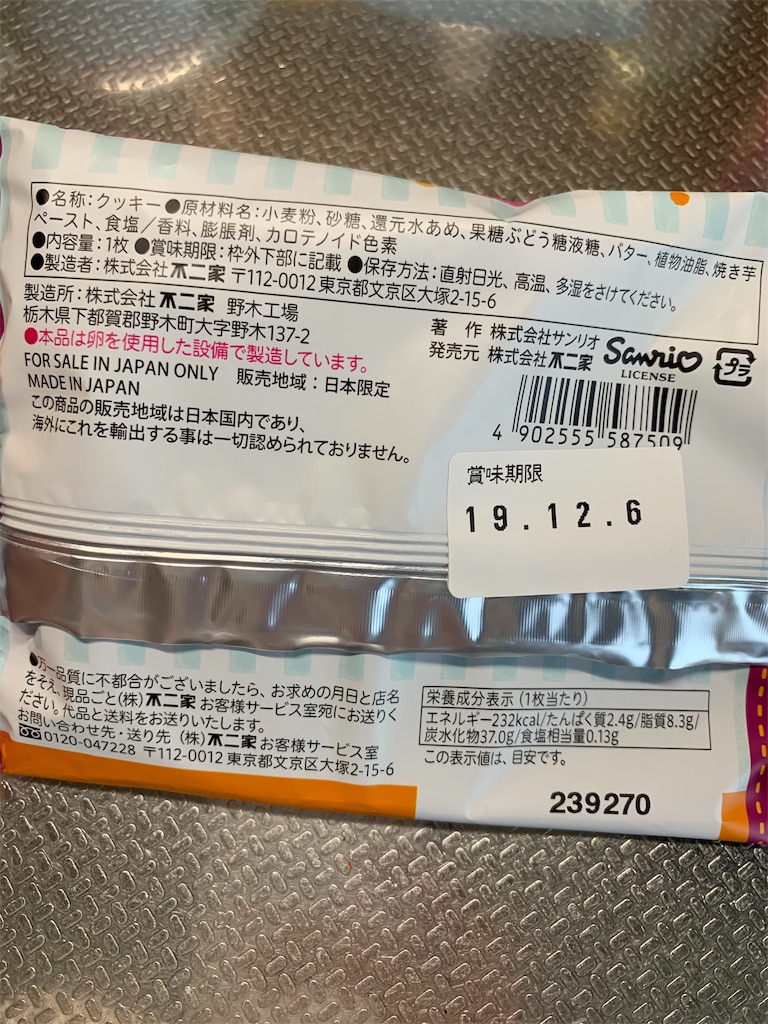 ●名称：クッキー ●原材料名：小麦粉、砂糖、還元水あめ、果糖ぶどう糖液糖、バター、植物油脂、焼き芋
ペースト、食塩／香料、膨脹剤、カロテノイド色素
●内容量：1枚 ●賞味期限：枠外下部に記載 ●保存方法：直射日光、高温、多湿をさけてください。
●製造者：株式会社不二家 〒112-0012 東京都文京区大塚2-15-6
製造所：株式会社 不二家 野木工場
栃木県下都賀郡野木町大字野木137-2
●本品は卵を使用した設備で製造しています。
FOR SALE IN JAPAN ONLY 販売地域：日本限定
MADE IN JAPAN
この商品の販売地域は日本国内であり、
海外にこれを輸出する事は一切認められておりません。
著 作 株式会社サンリオ
発売元 株式会社不二家
Sanrio
LICENSE
プラ
4 902555 587509
賞味期限
19.12.6
●万一品質に不都合がございましたら、お求めの月日と店名
をそえ、現品ごと(株)不二家お客様サービス室宛にお送りく
ださい。代品と送料をお送りいたします。
お問い合わせ先・送り先 (株)不二家お客様サービス室
0120-047228 〒112-0012 東京都文京区大塚2-15-6
栄養成分表示（1枚当たり）
エネルギー232kcal/たんぱく質2.4g/脂質8.3g/
炭水化物37.0g/食塩相当量0.13g
この表示値は、目安です。
239270